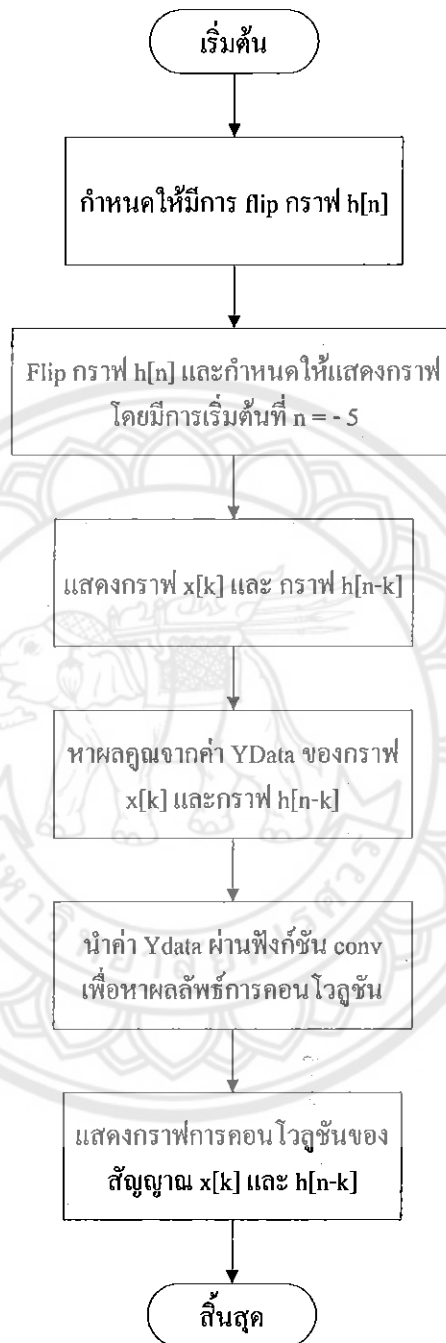 เริ่มต้น
กำหนดให้มีการ flip กราฟ h[n]
Flip กราฟ h[n] และกำหนดให้แสดงกราฟ
โดยมีการเริ่มต้นที่ n = - 5
แสดงกราฟ x[k] และ กราฟ h[n-k]
หาผลคูณจากค่า YData ของกราฟ
x[k] และกราฟ h[n-k]
นำค่า Ydata ผ่านฟังก์ชัน conv
เพื่อหาผลลัพธ์การคอนโวลูชัน
แสดงกราฟการคอนโวลูชันของ
สัญญาณ x[k] และ h[n-k]
สิ้นสุด